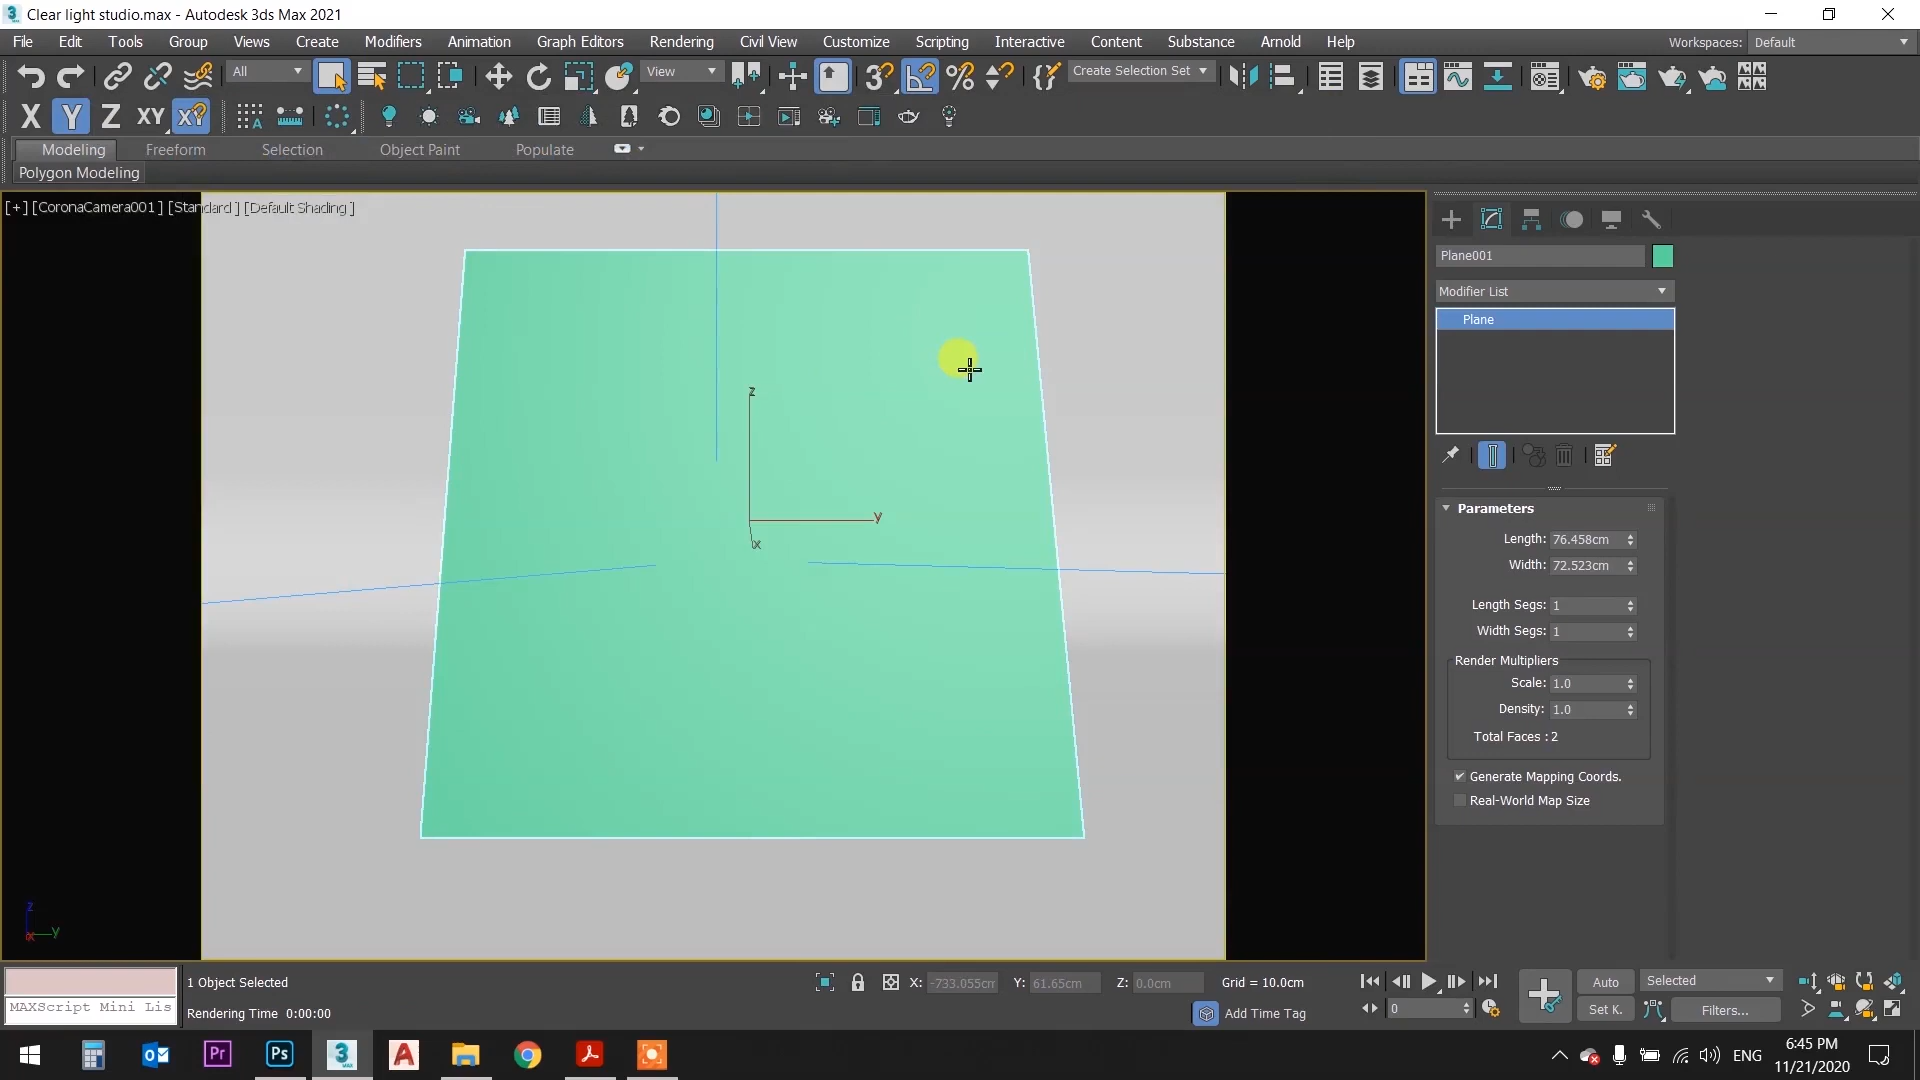 Clear light studio.max - Autodesk 3ds Max 2021
File Edit Tools Group Views Create Modifiers Animation Graph Editors Rendering Civil View Customize Scripting Interactive Content Substance Arnold Help Workspaces: Default
All View Create Selection Set
X Y Z XY
Modeling Freeform Selection Object Paint Populate
Polygon Modeling
[+] [CoronaCamera001] [Standard] [Default Shading]
Plane001
Modifier List
Plane
z
y
x
Parameters
Length: 76.458cm
Width: 72.523cm
Length Segs: 1
Width Segs: 1
Render Multipliers
Scale: 1.0
Density: 1.0
Total Faces : 2
Generate Mapping Coords.
Real-World Map Size
z
x y
MAXScript Mini Lis
1 Object Selected
Rendering Time 0:00:00
X: -733.055cm Y: 61.65cm Z: 0.0cm Grid = 10.0cm
Add Time Tag
0
Auto Selected
Set K. Filters...
Pr Ps 3 MAX A
ENG
6:45 PM
11/21/2020